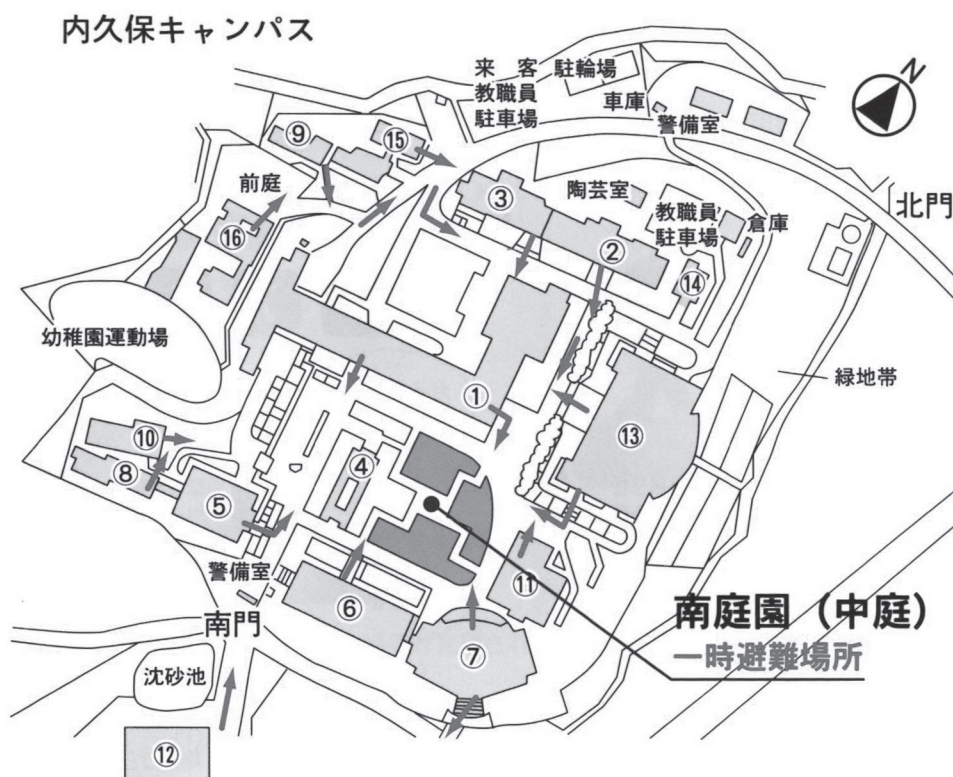 内久保キャンパス
来 客 駐輪場
教職員
駐車場
車庫
警備室
N
北門
⑨
⑮
前庭
⑯
③
陶芸室
教職員
駐車場
倉庫
②
⑭
幼稚園運動場
緑地帯
①
⑬
⑩
⑧
④
⑤
警備室
⑥
⑪
南門
⑦
南庭園（中庭）
一時避難場所
沈砂池
⑫